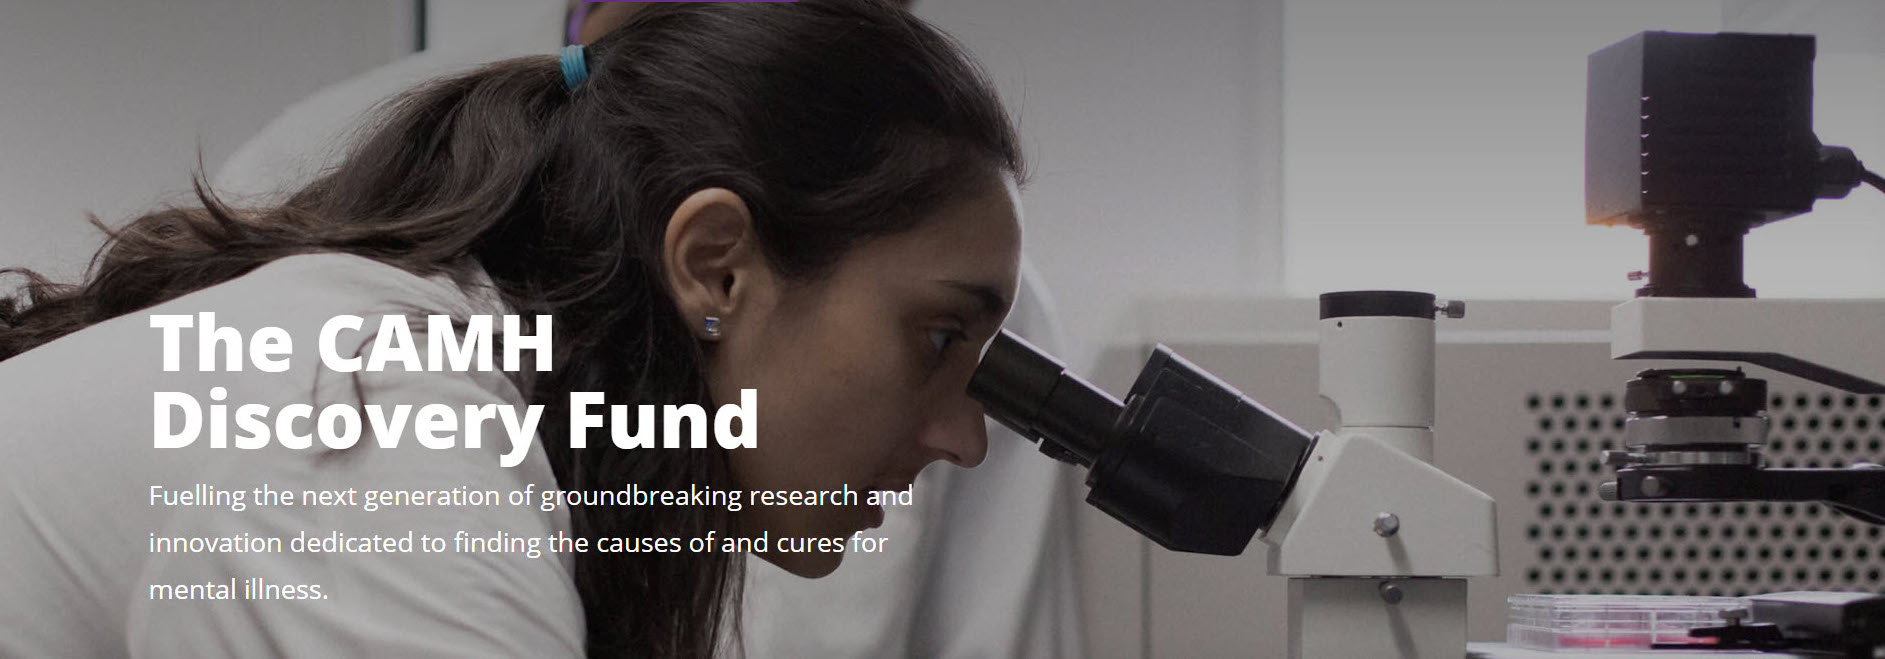 The CAMH
Discovery Fund
Fuelling the next generation of groundbreaking research and
innovation dedicated to finding the causes of and cures for
mental illness.